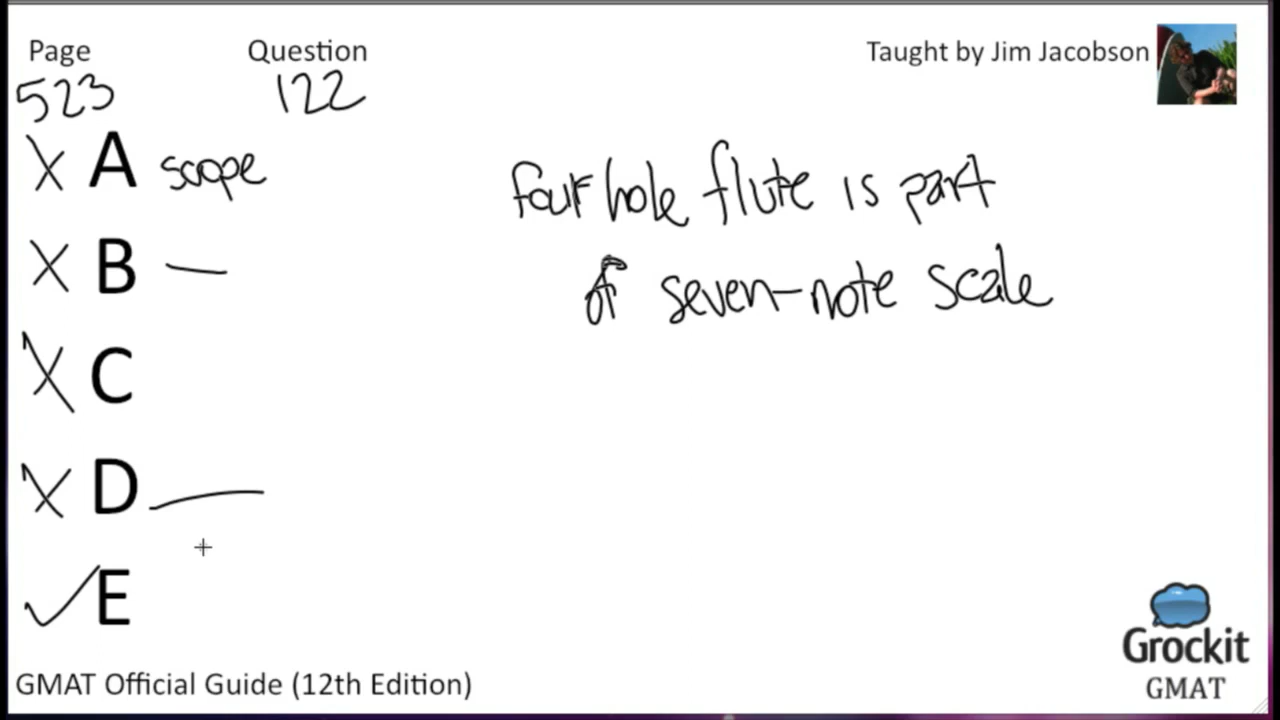 Page Question Taught by Jim Jacobson
523 122
X A scope
four hole flute is part
X B —
of seven-note scale
X C
X D —
✓ E
Grockit
GMAT
GMAT Official Guide (12th Edition)